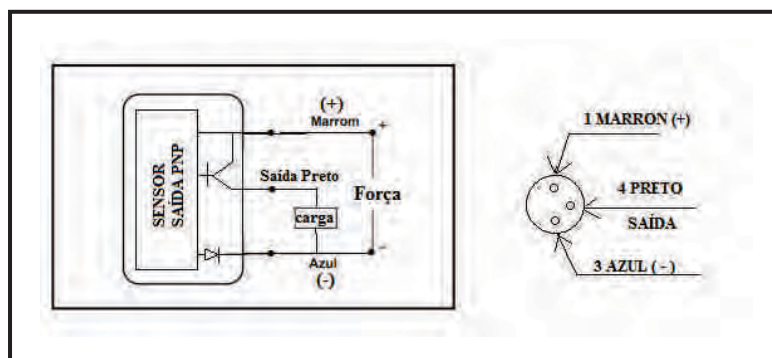 (+)
Marrom
+
SENSOR
SAÍDA PNP
Saída Preto
Força
carga
Azul
(-)
-
1 MARRON (+)
4 PRETO
SAÍDA
3 AZUL ( - )